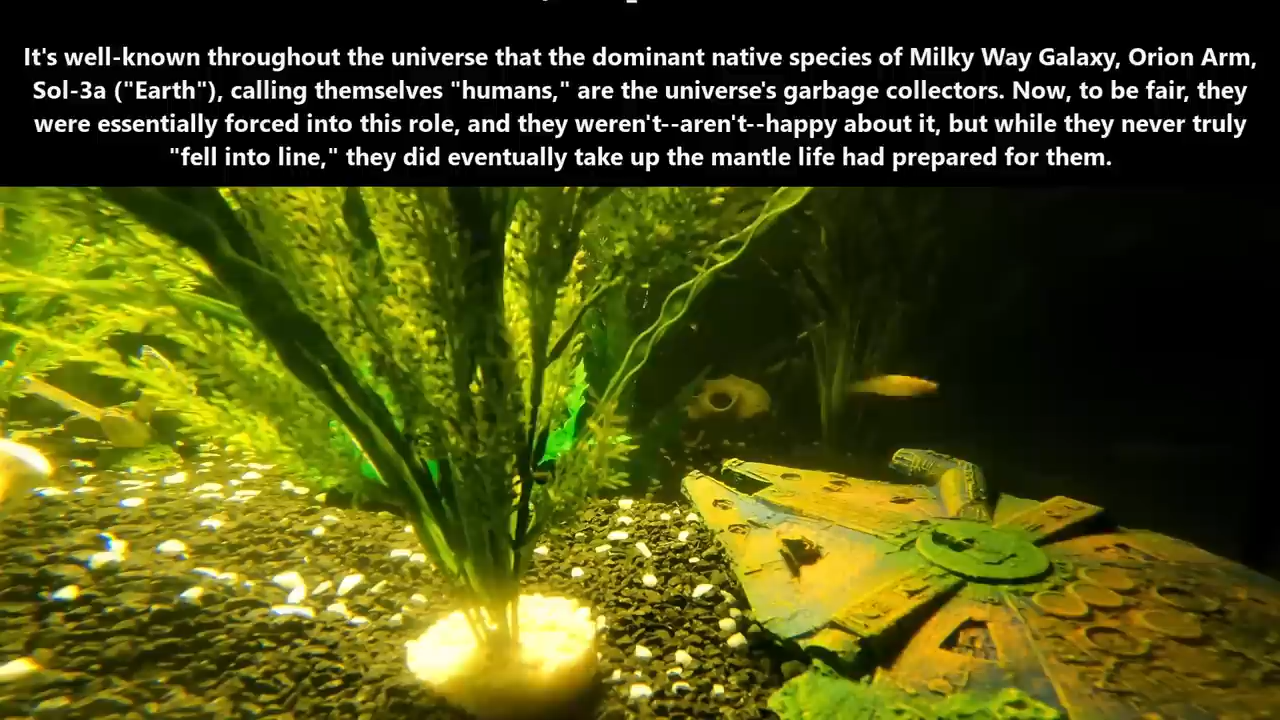 It's well-known throughout the universe that the dominant native species of Milky Way Galaxy, Orion Arm,
Sol-3a ("Earth"), calling themselves "humans," are the universe's garbage collectors. Now, to be fair, they
were essentially forced into this role, and they weren't--aren't--happy about it, but while they never truly
"fell into line," they did eventually take up the mantle life had prepared for them.